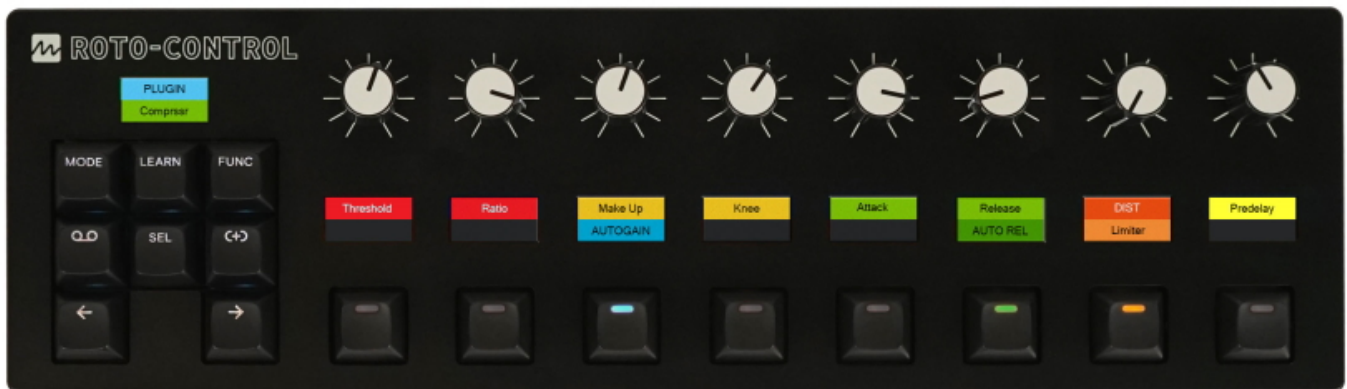 ROTO-CONTROL
PLUGIN
Comprssr
MODE LEARN FUNC
SEL
Threshold Ratio Make Up Knee Attack Release DIST Predelay
AUTOGAIN AUTO REL Limiter